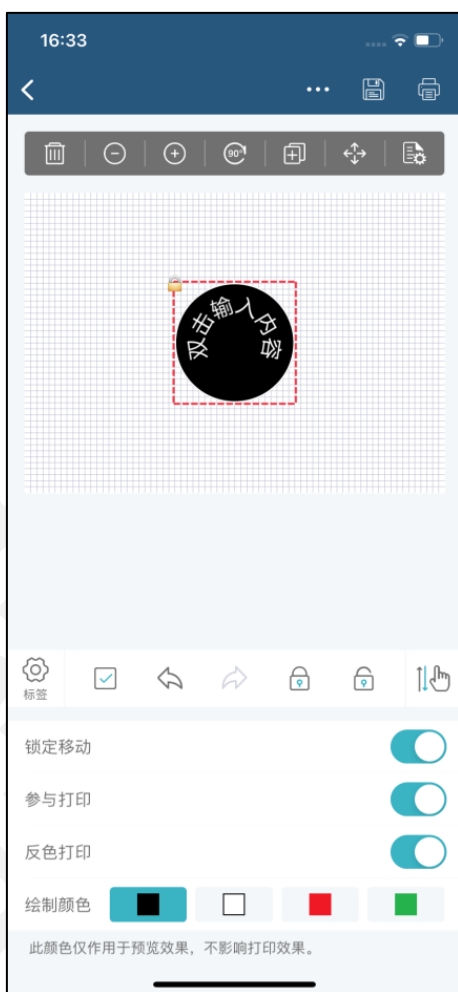 16:33
90°
双击输入内容
标签
锁定移动
参与打印
反色打印
绘制颜色
此颜色仅作用于预览效果，不影响打印效果。